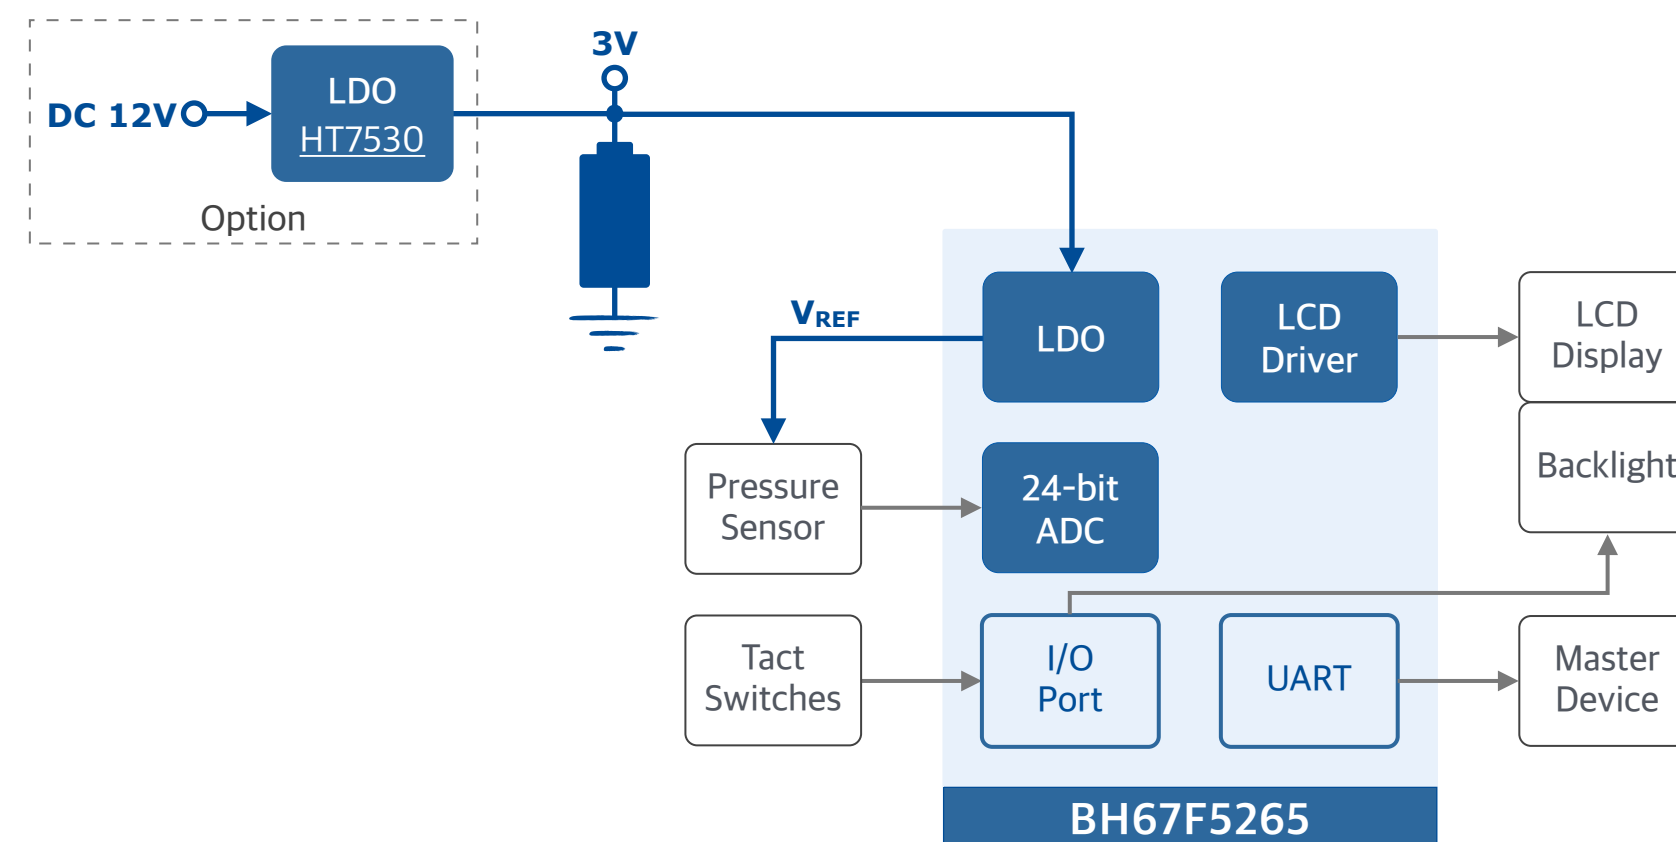 3V
DC 12V
LDO
HT7530
Option
VREF
LDO
LCD
Driver
LCD
Display
Pressure
Sensor
24-bit
ADC
Backlight
Tact
Switches
I/O
Port
UART
Master
Device
BH67F5265